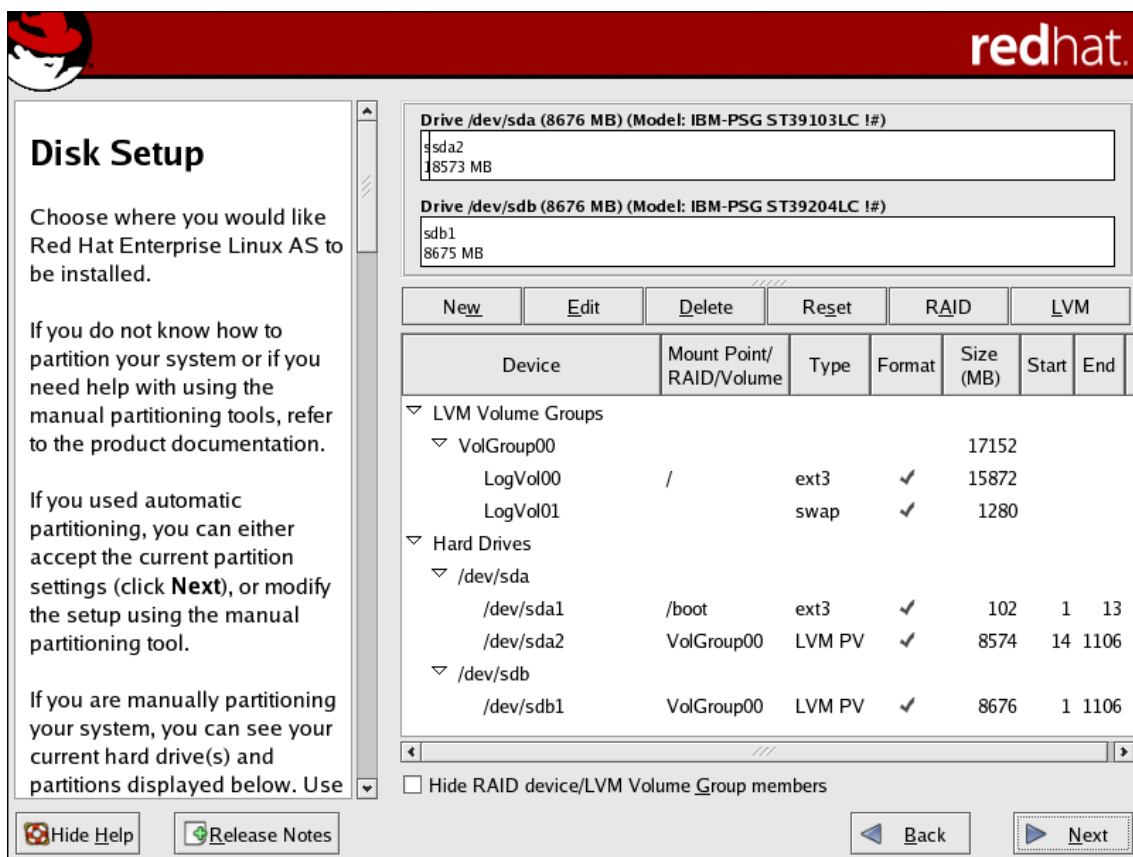 redhat.
Disk Setup
Choose where you would like
Red Hat Enterprise Linux AS to
be installed.
If you do not know how to
partition your system or if you
need help with using the
manual partitioning tools, refer
to the product documentation.
If you used automatic
partitioning, you can either
accept the current partition
settings (click Next), or modify
the setup using the manual
partitioning tool.
If you are manually partitioning
your system, you can see your
current hard drive(s) and
partitions displayed below. Use
Drive /dev/sda (8676 MB) (Model: IBM-PSG ST39103LC !#)
s sda2
1 8573 MB
Drive /dev/sdb (8676 MB) (Model: IBM-PSG ST39204LC !#)
sdb1
8675 MB
New Edit Delete Reset RAID LVM
Device Mount Point/ RAID/Volume Type Format Size (MB) Start End
LVM Volume Groups
VolGroup00 17152
LogVol00 / ext3 15872
LogVol01 swap 1280
Hard Drives
/dev/sda
/dev/sda1 /boot ext3 102 1 13
/dev/sda2 VolGroup00 LVM PV 8574 14 1106
/dev/sdb
/dev/sdb1 VolGroup00 LVM PV 8676 1 1106
Hide RAID device/LVM Volume Group members
Hide Help Release Notes Back Next